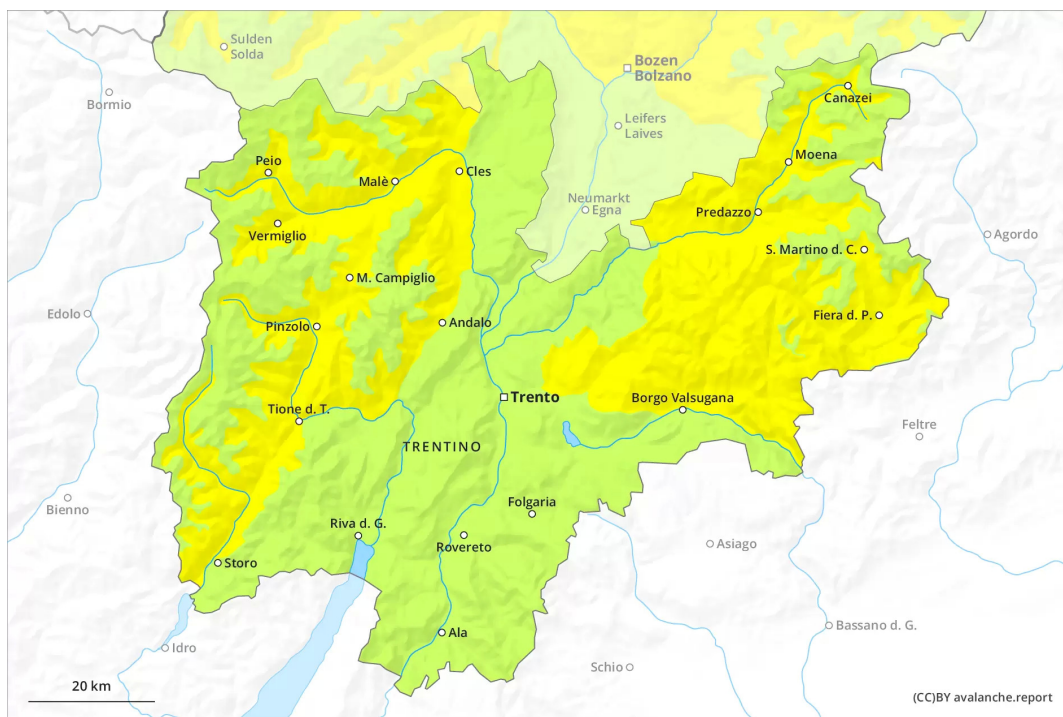 Sulden
Solda
Bozen
Bolzano
Bormio
Canazei
Leifers
Laives
Moena
Peio
Malè
Cles
Neumarkt
Egna
Predazzo
Vermiglio
S. Martino d. C.
Agordo
M. Campiglio
Edolo
Pinzolo
Andalo
Fiera d. P.
Trento
Borgo Valsugana
Tione d. T.
Feltre
TRENTINO
Bienno
Folgaria
Riva d. G.
Rovereto
Asiago
Storo
Ala
Bassano d. G.
Idro
Schio
20 km
(CC)BY avalanche.report